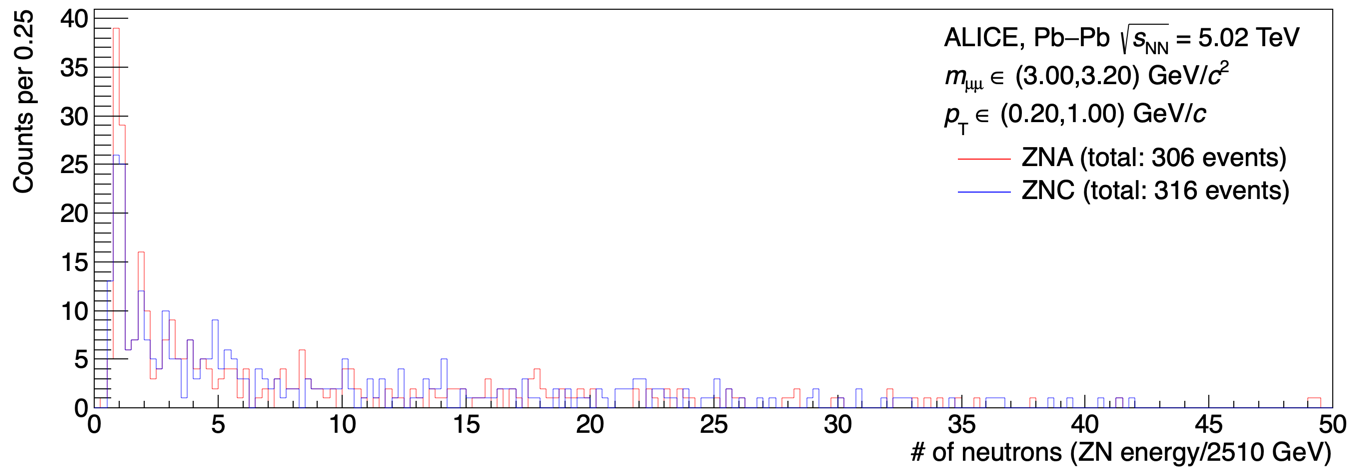 Counts per 0.25
40
35
30
25
20
15
10
5
0
ALICE, Pb–Pb √sNN = 5.02 TeV
mμμ ∈ (3.00,3.20) GeV/c²
pT ∈ (0.20,1.00) GeV/c
ZNA (total: 306 events)
ZNC (total: 316 events)
0 5 10 15 20 25 30 35 40 45 50
# of neutrons (ZN energy/2510 GeV)